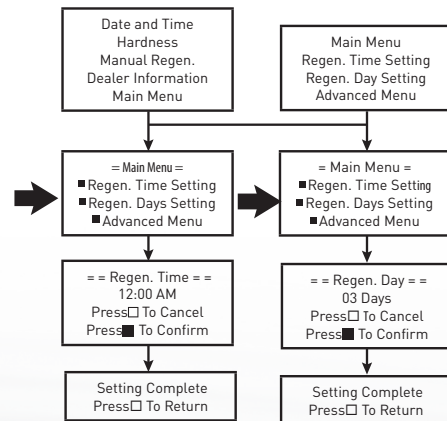 Date and Time
Hardness
Manual Regen.
Dealer Information
Main Menu
Main Menu
Regen. Time Setting
Regen. Day Setting
Advanced Menu
= Main Menu =
■Regen. Time Setting
■Regen. Days Setting
■Advanced Menu
= Main Menu =
■Regen. Time Setting
■Regen. Days Setting
■Advanced Menu
= = Regen. Time = =
12:00 AM
Press□ To Cancel
Press■ To Confirm
= = Regen. Day = =
03 Days
Press□ To Cancel
Press■ To Confirm
Setting Complete
Press□ To Return
Setting Complete
Press□ To Return